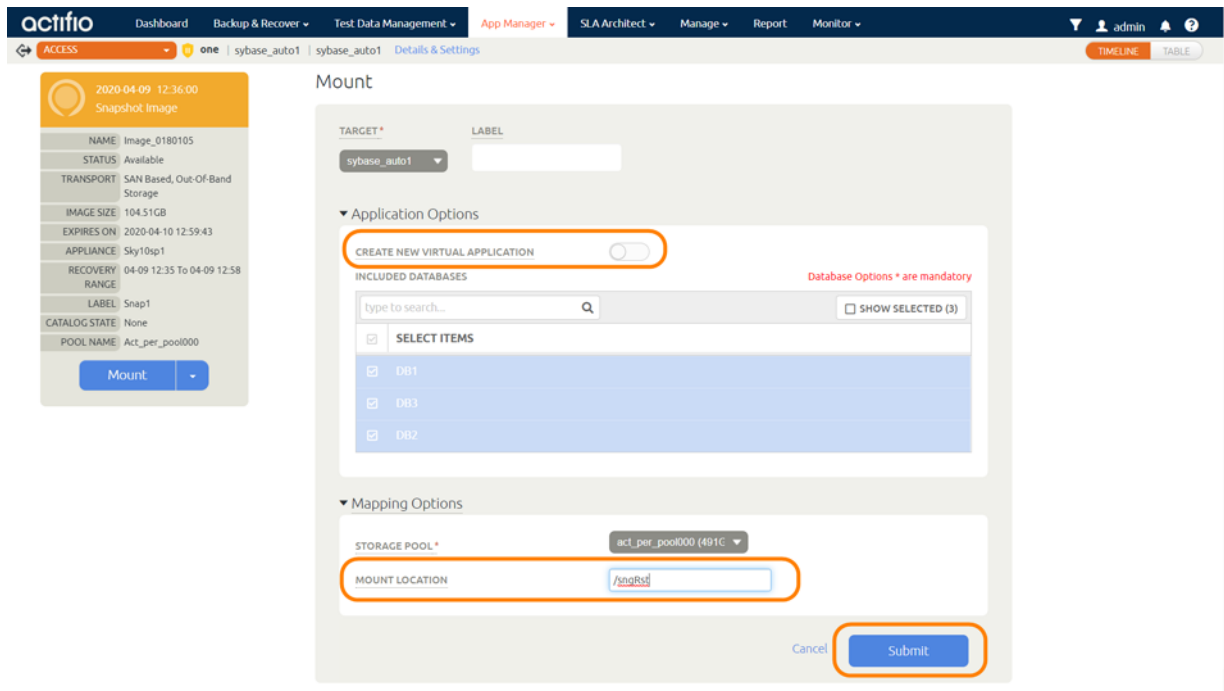 actifio Dashboard Backup & Recover Test Data Management App Manager SLA Architect Manage Report Monitor admin
ACCESS one | sybase_auto1 | sybase_auto1 Details & Settings TIMELINE TABLE
2020-04-09 12:36:00
Snapshot Image
NAME Image_0180105
STATUS Available
TRANSPORT SAN Based, Out-Of-Band
Storage
IMAGE SIZE 104.51GB
EXPIRES ON 2020-04-10 12:59:43
APPLIANCE Sky10sp1
RECOVERY 04-09 12:35 To 04-09 12:58
RANGE
LABEL Snap1
CATALOG STATE None
POOL NAME Act_per_pool000
Mount
Mount
TARGET* LABEL
sybase_auto1
Application Options
CREATE NEW VIRTUAL APPLICATION
INCLUDED DATABASES Database Options * are mandatory
type to search... SHOW SELECTED (3)
SELECT ITEMS
DB1
DB3
DB2
Mapping Options
STORAGE POOL* act_per_pool000 (491G
MOUNT LOCATION /sngRst
Cancel Submit